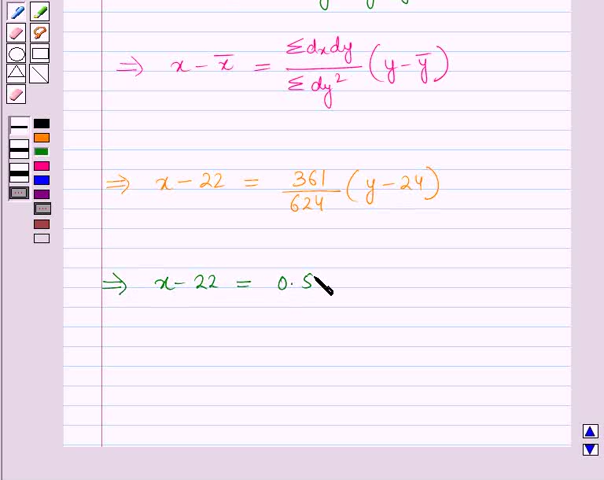 ⇒ x - x̄ = Σdxdy / Σdy² (y - ȳ)
⇒ x - 22 = 361 / 624 (y - 24)
⇒ x - 22 = 0.5